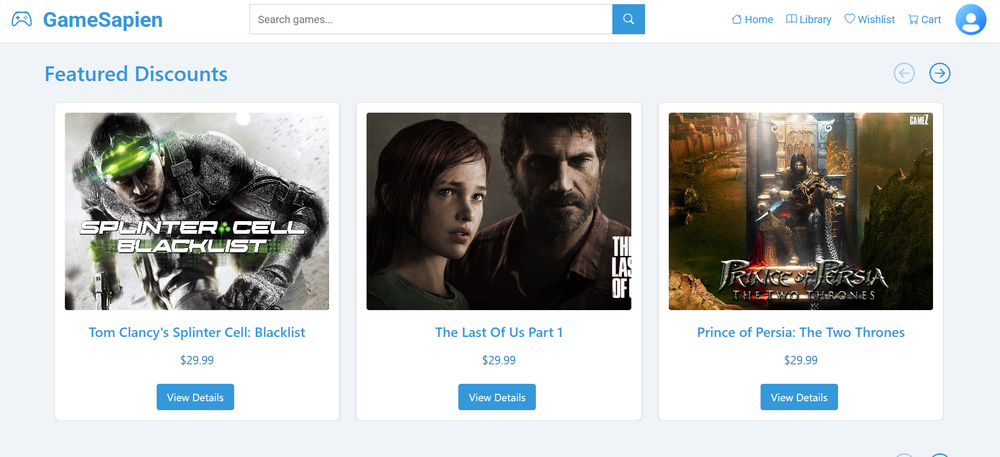 GameSapien
Search games...
Home
Library
Wishlist
Cart
Featured Discounts
SPLINTER CELL
BLACKLIST
THE
LAS
OF
CONSOLE
GAMEZ
PRINCE OF PERSIA
THE TWO THRONES
Tom Clancy's Splinter Cell: Blacklist
The Last Of Us Part 1
Prince of Persia: The Two Thrones
$29.99
$29.99
$29.99
View Details
View Details
View Details